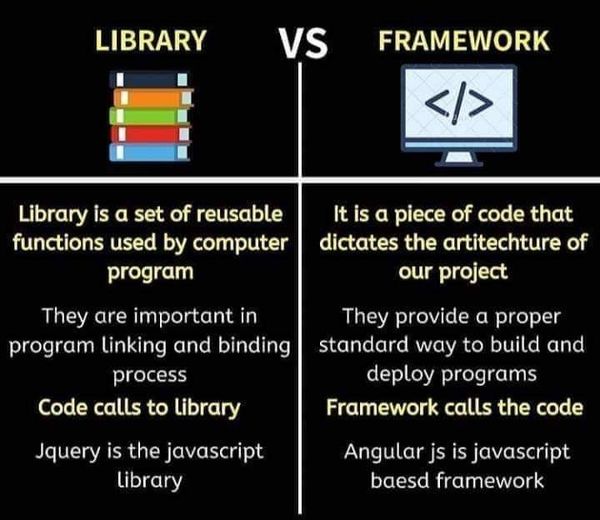 LIBRARY VS FRAMEWORK
</>
Library is a set of reusable
functions used by computer
program
They are important in
program linking and binding
process
Code calls to library
Jquery is the javascript
library
It is a piece of code that
dictates the artitechture of
our project
They provide a proper
standard way to build and
deploy programs
Framework calls the code
Angular js is javascript
baesd framework